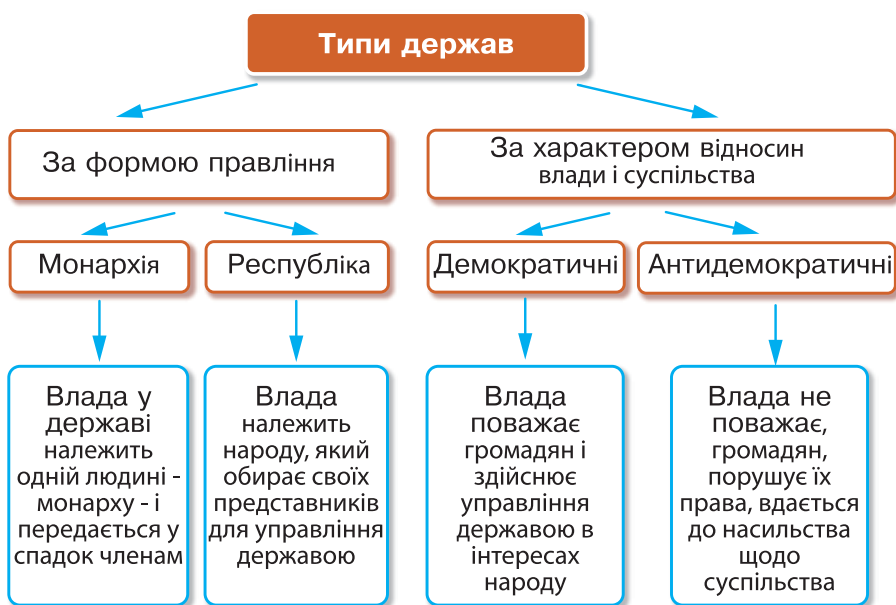 Типи держав
За формою правління
За характером відносин
влади і суспільства
Монархія
Республіка
Демократичні
Антидемократичні
Влада у
державі
належить
одній людині -
монарху - і
передається у
спадок членам
Влада
належить
народу, який
обирає своїх
представників
для управління
державою
Влада
поважає
громадян і
здійснює
управління
державою в
інтересах
народу
Влада не
поважає,
громадян,
порушує їх
права, вдається
до насильства
щодо
суспільства